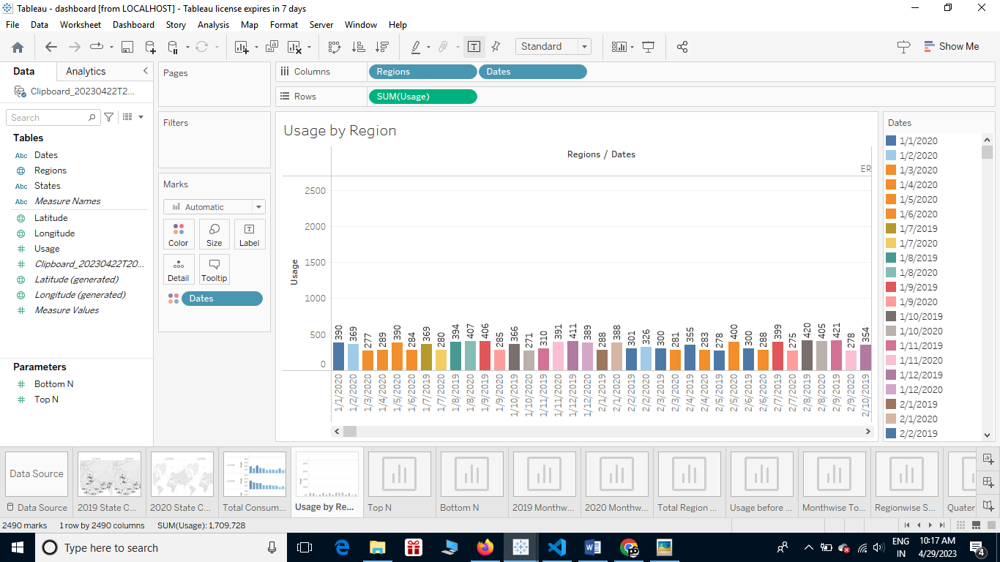 Tableau - dashboard [from LOCALHOST] - Tableau license expires in 7 days
File Data Worksheet Dashboard Story Analysis Map Format Server Window Help
Standard
Show Me
Data Analytics
Clipboard_20230422T2...
Search
Tables
Abc Dates
Regions
Abc States
Abc Measure Names
Latitude
Longitude
# Usage
# Clipboard_20230422T20...
Latitude (generated)
Longitude (generated)
# Measure Values
Parameters
# Bottom N
# Top N
Pages
Filters
Marks
Automatic
Color Size Label
Detail Tooltip
Dates
Columns Regions Dates
Rows SUM(Usage)
Usage by Region
Regions / Dates
ER
Usage
2500
2000
1500
1000
500
0
390 369 277 289 390 284 369 280 394 407 406 285 366 271 310 391 411 389 288 388 301 326 300 281 355 283 278 400 300 288 399 275 420 405 421 278 354
1/1/2020 1/2/2020 1/3/2020 1/4/2020 1/5/2020 1/6/2020 1/7/2019 1/7/2020 1/8/2019 1/8/2020 1/9/2019 1/9/2020 1/10/2019 1/10/2020 1/11/2019 1/11/2020 1/12/2019 1/12/2020 2/1/2019 2/1/2020 2/2/2019 2/2/2020 2/3/2019 2/3/2020 2/4/2019 2/4/2020 2/5/2019 2/5/2020 2/6/2019 2/6/2020 2/7/2019 2/7/2020 2/8/2019 2/8/2020 2/9/2019 2/9/2020 2/10/2019
Dates
1/1/2020
1/2/2020
1/3/2020
1/4/2020
1/5/2020
1/6/2020
1/7/2019
1/7/2020
1/8/2019
1/8/2020
1/9/2019
1/9/2020
1/10/2019
1/10/2020
1/11/2019
1/11/2020
1/12/2019
1/12/2020
2/1/2019
2/1/2020
2/2/2019
Data Source
Data Source 2019 State C... 2020 State C... Total Consum... Usage by Re... Top N Bottom N 2019 Monthw... 2020 Monthw... Total Region ... Usage before ... Monthwise To... Regionwise S... Quater
2490 marks 1 row by 2490 columns SUM(Usage): 1,709,728
Type here to search
ENG
IN
10:17 AM
4/29/2023
4